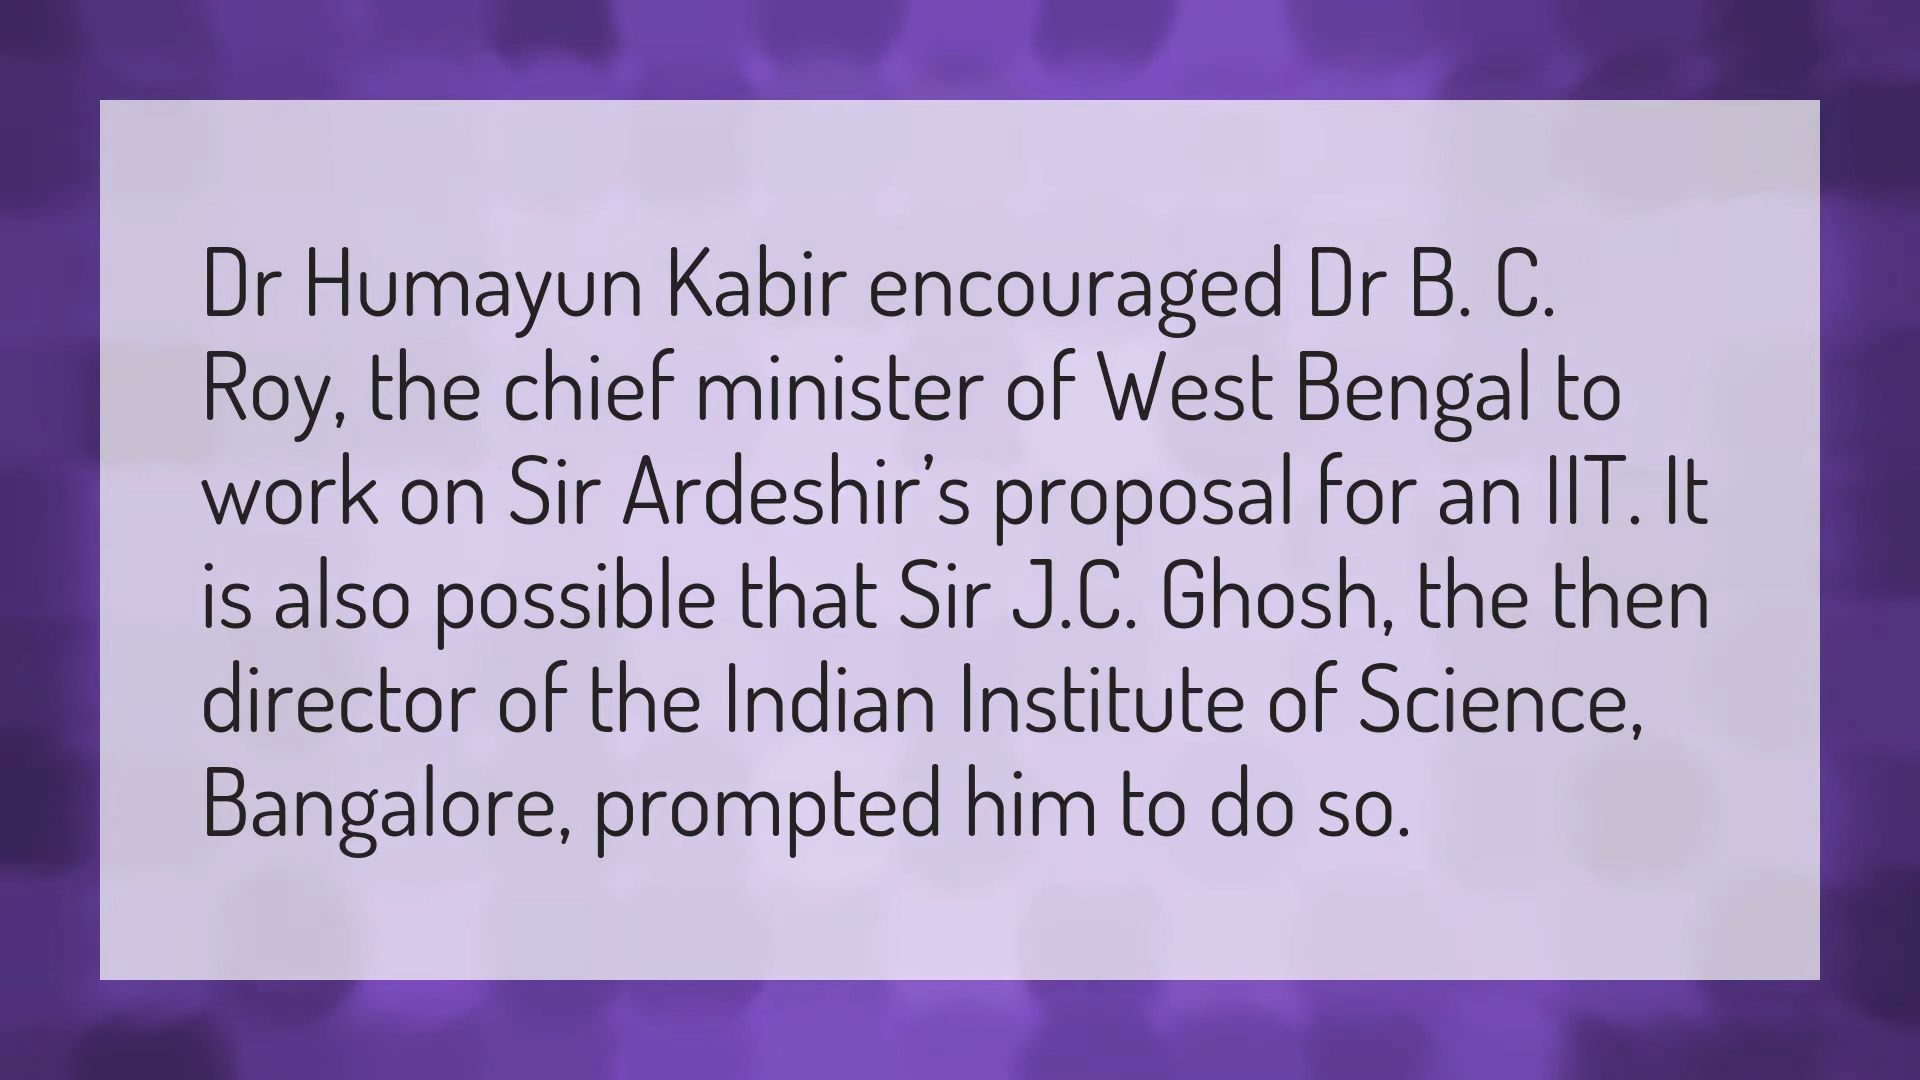 Dr Humayun Kabir encouraged Dr B. C.
Roy, the chief minister of West Bengal to
work on Sir Ardeshir’s proposal for an IIT. It
is also possible that Sir J.C. Ghosh, the then
director of the Indian Institute of Science,
Bangalore, prompted him to do so.